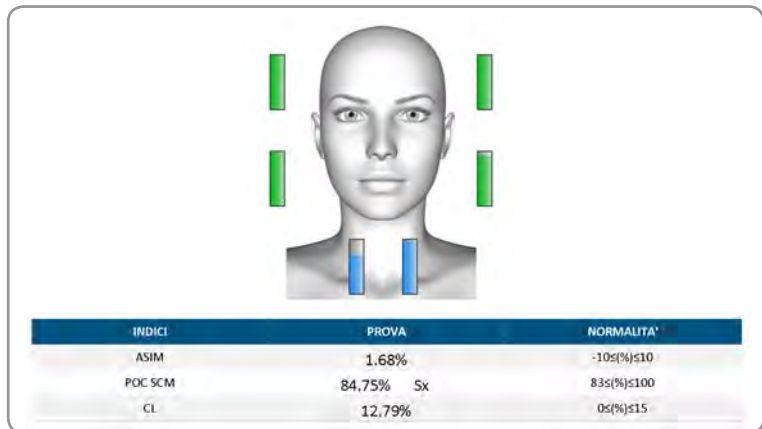 INDICI PROVA NORMALITA'
ASIM 1.68% -10≤(%)≤10
POC SCM 84.75% Sx 83≤(%)≤100
CL 12.79% 0≤(%)≤15